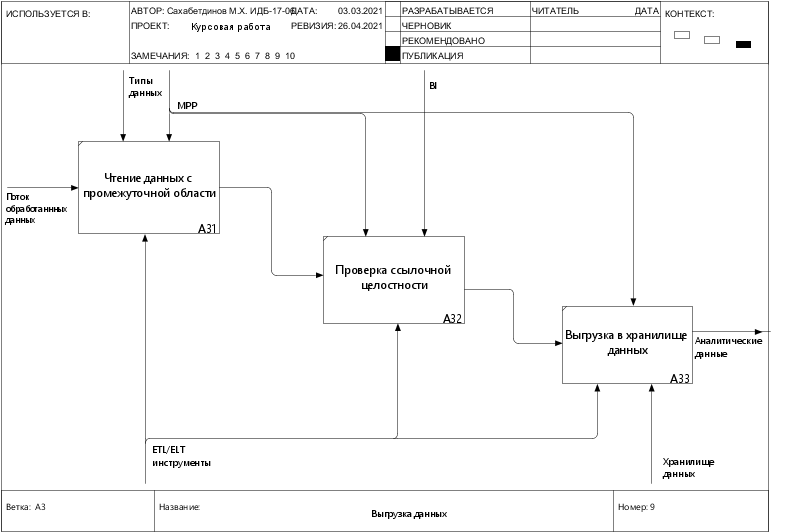 ИСПОЛЬЗУЕТСЯ В:
АВТОР: Сахабетдинов М.Х. ИДБ-17-06
ДАТА: 03.03.2021
ПРОЕКТ: Курсовая работа
РЕВИЗИЯ: 26.04.2021
ЗАМЕЧАНИЯ: 1 2 3 4 5 6 7 8 9 10
РАЗРАБАТЫВАЕТСЯ
ЧЕРНОВИК
РЕКОМЕНДОВАНО
ПУБЛИКАЦИЯ
ЧИТАТЕЛЬ ДАТА
КОНТЕКСТ:
Типы
данных
MPP
BI
Чтение данных с
промежуточной области
A31
Поток
обработанных
данных
Проверка ссылочной
целостности
A32
Выгрузка в хранилище
данных
A33
Аналитические
данные
ETL/ELT
инструменты
Хранилище
данных
Ветка: A3
Название:
Выгрузка данных
Номер: 9